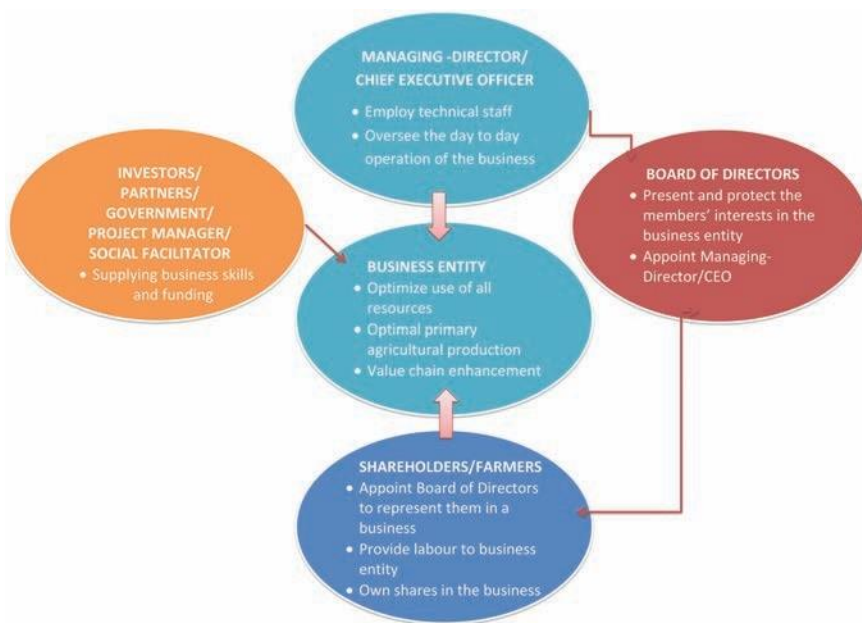 MANAGING -DIRECTOR/
CHIEF EXECUTIVE OFFICER
• Employ technical staff
• Oversee the day to day
operation of the business
INVESTORS/
PARTNERS/
GOVERNMENT/
PROJECT MANAGER/
SOCIAL FACILITATOR
• Supplying business skills
and funding
BOARD OF DIRECTORS
• Present and protect the
members' interests in the
business entity
• Appoint Managing-
Director/CEO
BUSINESS ENTITY
• Optimize use of all
resources
• Optimal primary
agricultural production
• Value chain enhancement
SHAREHOLDERS/FARMERS
• Appoint Board of Directors
to represent them in a
business
• Provide labour to business
entity
• Own shares in the business